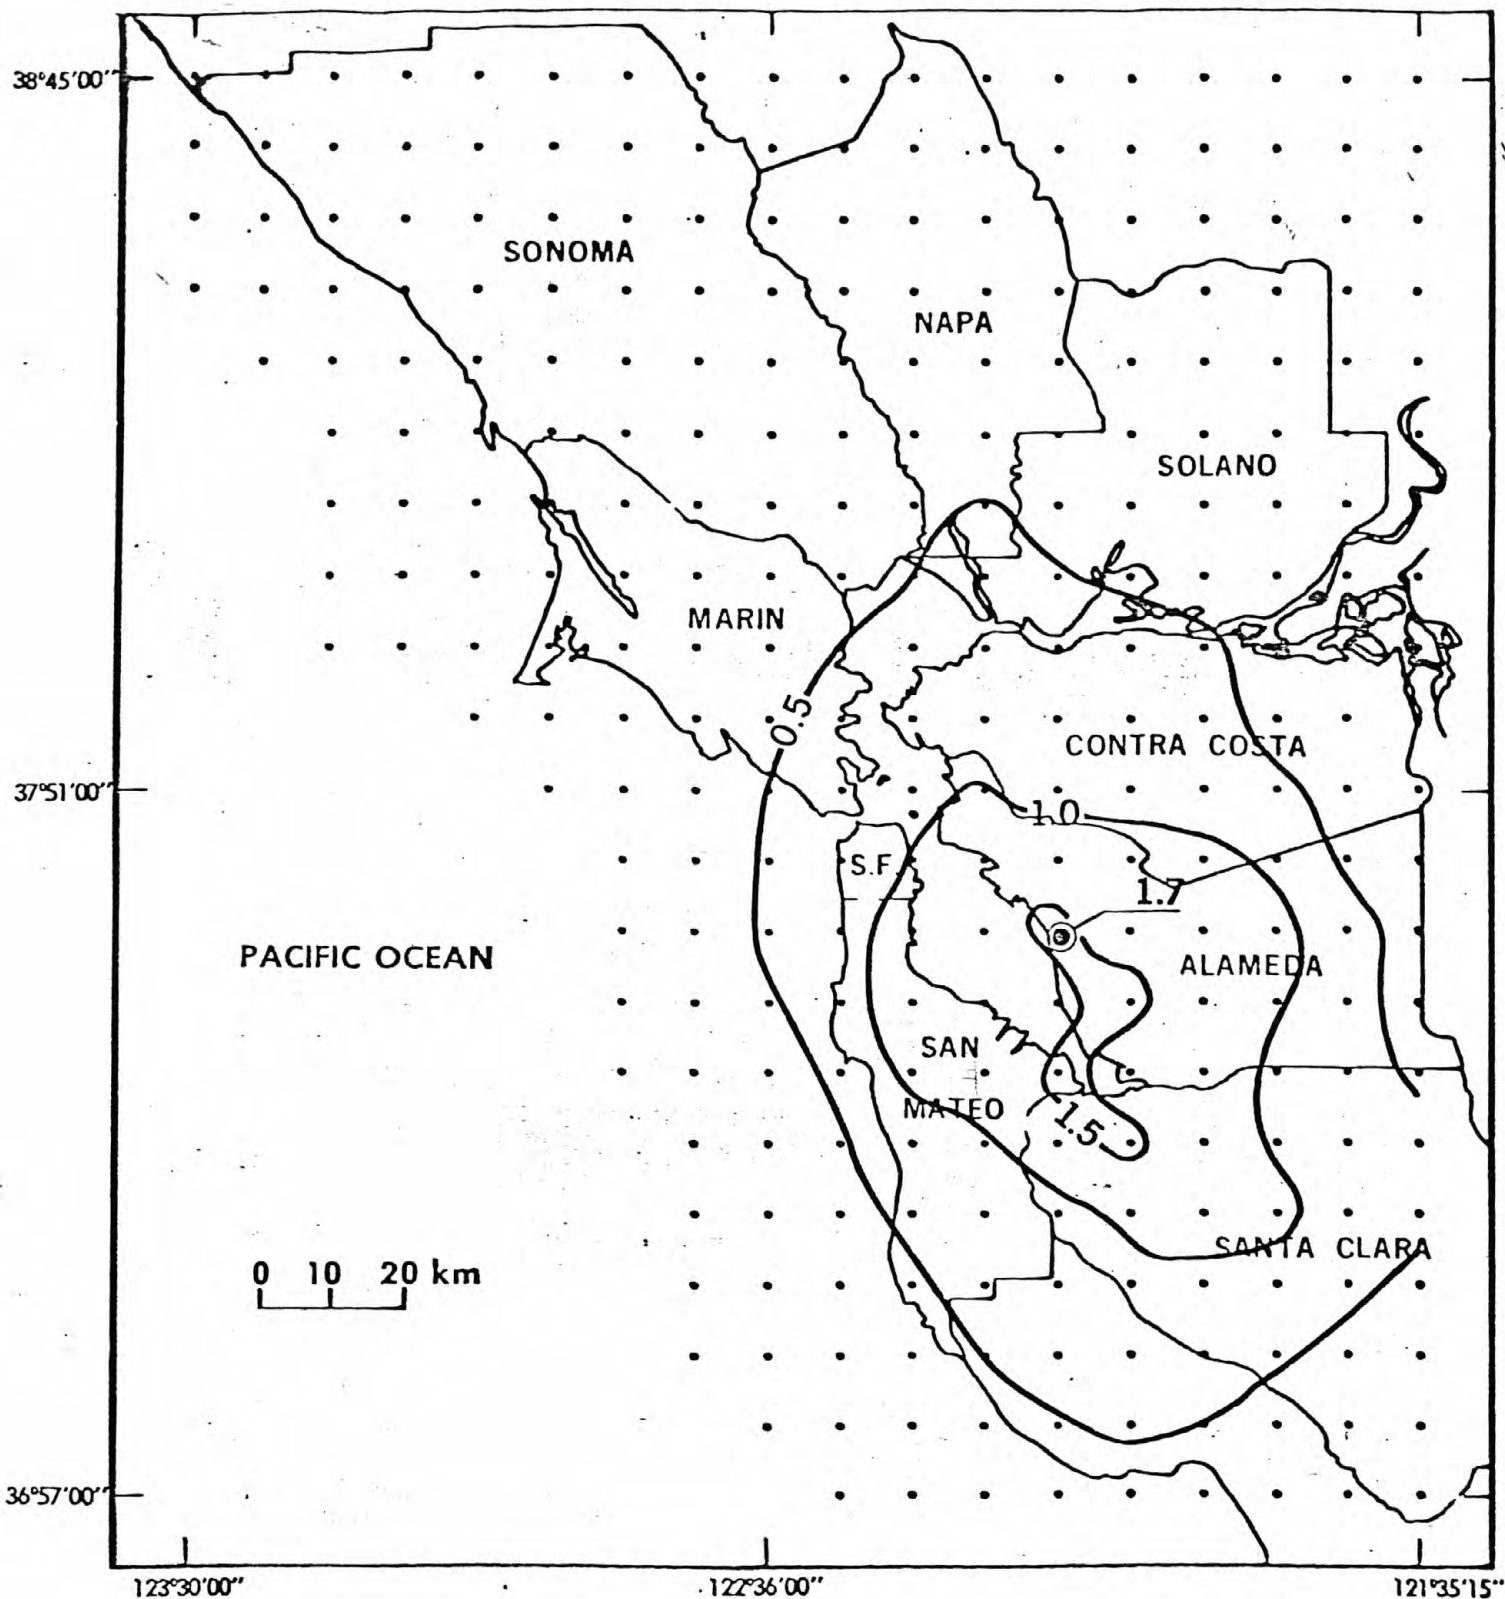 38°45'00"
SONOMA
NAPA
SOLANO
MARIN
0.5
CONTRA COSTA
37°51'00"
1.0
S.F.
1.7
PACIFIC OCEAN
ALAMEDA
SAN
MATEO
1.5
SANTA CLARA
0 10 20 km
36°57'00"
123°30'00"
122°36'00"
121°35'15"